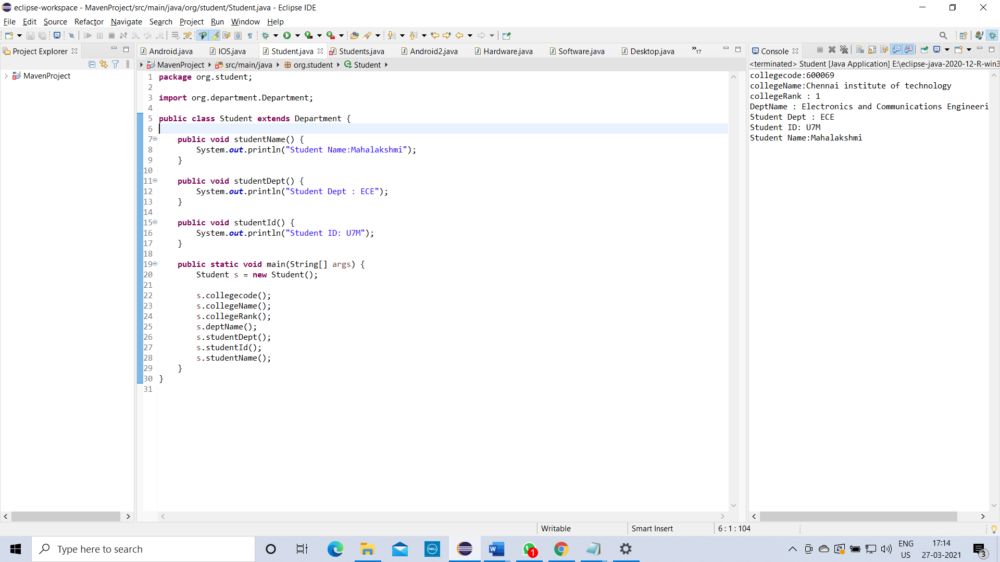 eclipse-workspace - MavenProject/src/main/java/org/student/Student.java - Eclipse IDE
File Edit Source Refactor Navigate Search Project Run Window Help
Project Explorer
MavenProject
Android.java IOS.java Student.java Students.java Android2.java Hardware.java Software.java Desktop.java »17
MavenProject src/main/java org.student Student
1 package org.student;
2
3 import org.department.Department;
4
5 public class Student extends Department {
6
7 public void studentName() {
8 System.out.println("Student Name:Mahalakshmi");
9 }
10
11 public void studentDept() {
12 System.out.println("Student Dept : ECE");
13 }
14
15 public void studentId() {
16 System.out.println("Student ID: U7M");
17 }
18
19 public static void main(String[] args) {
20 Student s = new Student();
21
22 s.collegecode();
23 s.collegeName();
24 s.collegeRank();
25 s.deptName();
26 s.studentDept();
27 s.studentId();
28 s.studentName();
29 }
30 }
31
Console
<terminated> Student [Java Application] E:\eclipse-java-2020-12-R-win3
collegecode:600069
collegeName:Chennai institute of technology
collegeRank : 1
DeptName : Electronics and Communications Engineeri
Student Dept : ECE
Student ID: U7M
Student Name:Mahalakshmi
Writable Smart Insert 6 : 1 : 104
Type here to search
DELL
W
1
ENG
US
17:14
27-03-2021
3